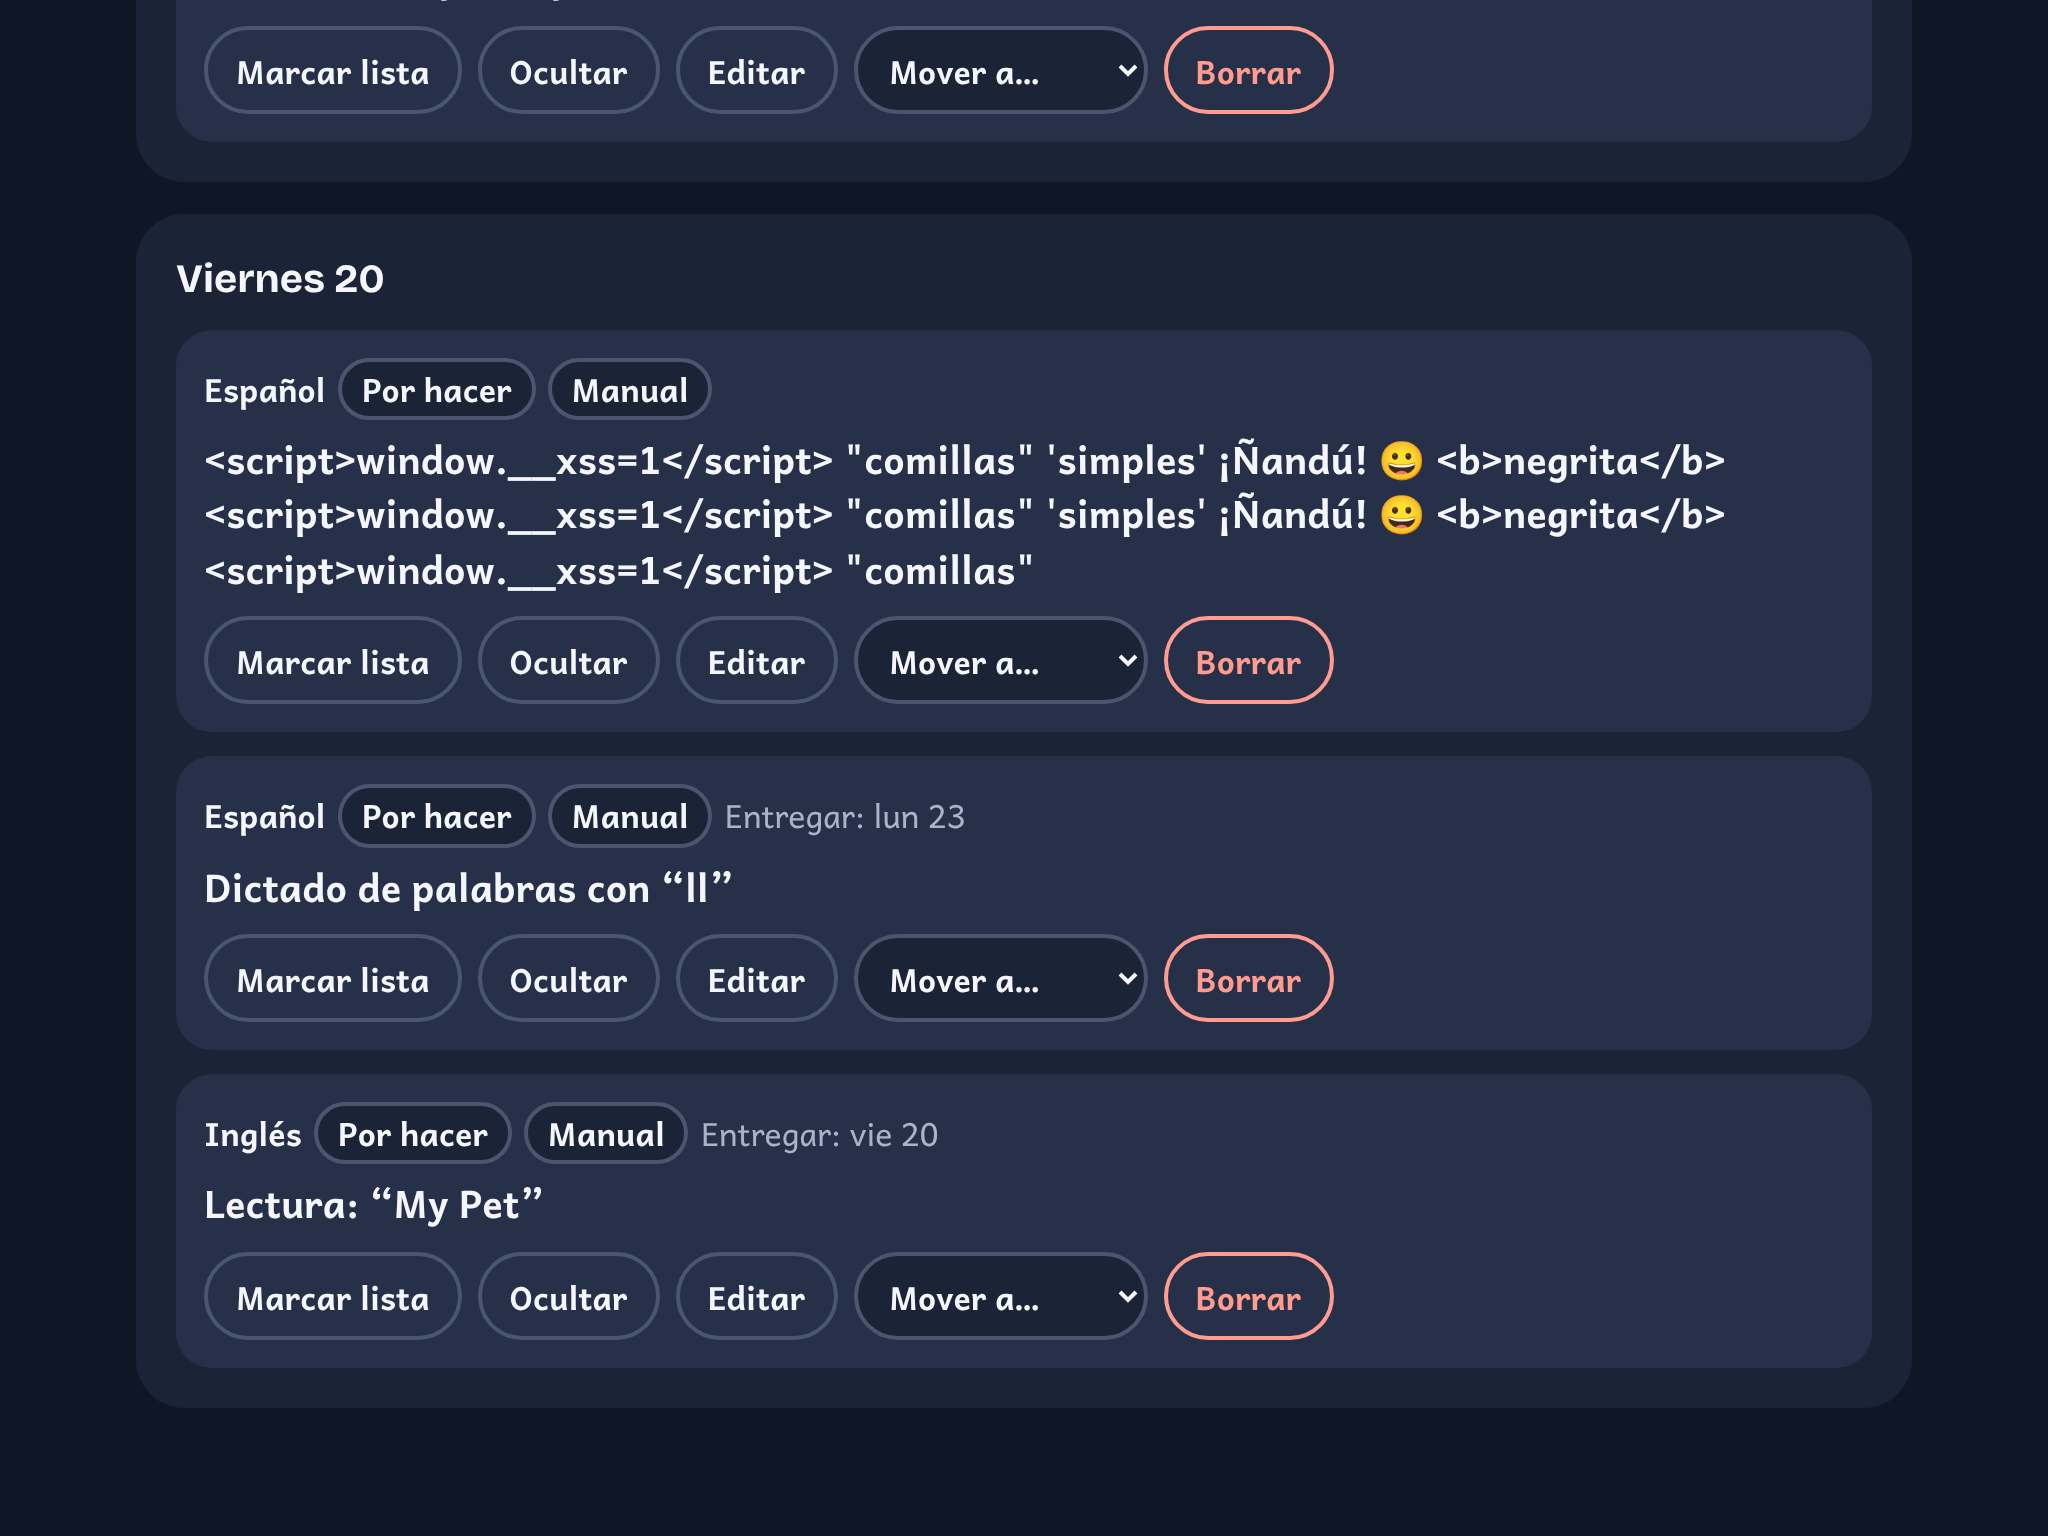 Marcar lista Ocultar Editar Mover a... Borrar
Viernes 20
Español Por hacer Manual
<script>window.__xss=1</script> "comillas" 'simples' ¡Ñandú! 😀 <b>negrita</b>
<script>window.__xss=1</script> "comillas" 'simples' ¡Ñandú! 😀 <b>negrita</b>
<script>window.__xss=1</script> "comillas"
Marcar lista Ocultar Editar Mover a... Borrar
Español Por hacer Manual Entregar: lun 23
Dictado de palabras con “ll”
Marcar lista Ocultar Editar Mover a... Borrar
Inglés Por hacer Manual Entregar: vie 20
Lectura: “My Pet”
Marcar lista Ocultar Editar Mover a... Borrar